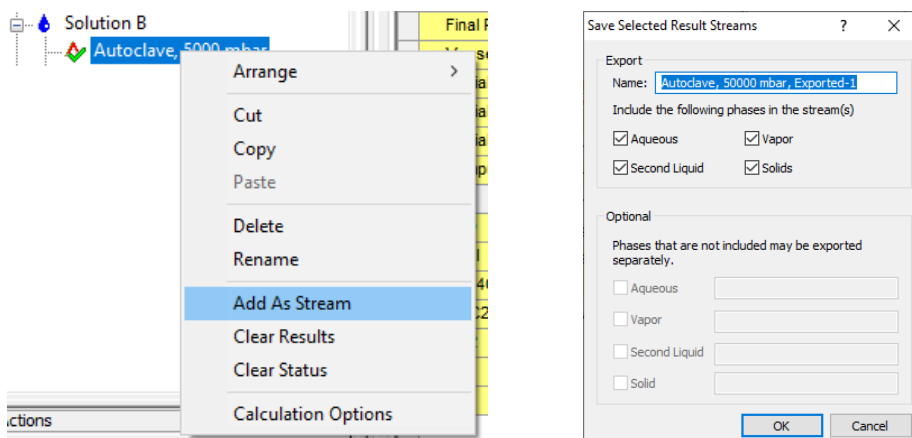 Solution B
Autoclave, 5000 mbar
Final
Arrange
Cut
Copy
Paste
Delete
Rename
Add As Stream
Clear Results
Clear Status
Calculation Options
Save Selected Result Streams
Export
Name: Autoclave, 50000 mbar, Exported-1
Include the following phases in the stream(s)
Aqueous Vapor
Second Liquid Solids
Optional
Phases that are not included may be exported
separately.
Aqueous
Vapor
Second Liquid
Solid
OK Cancel